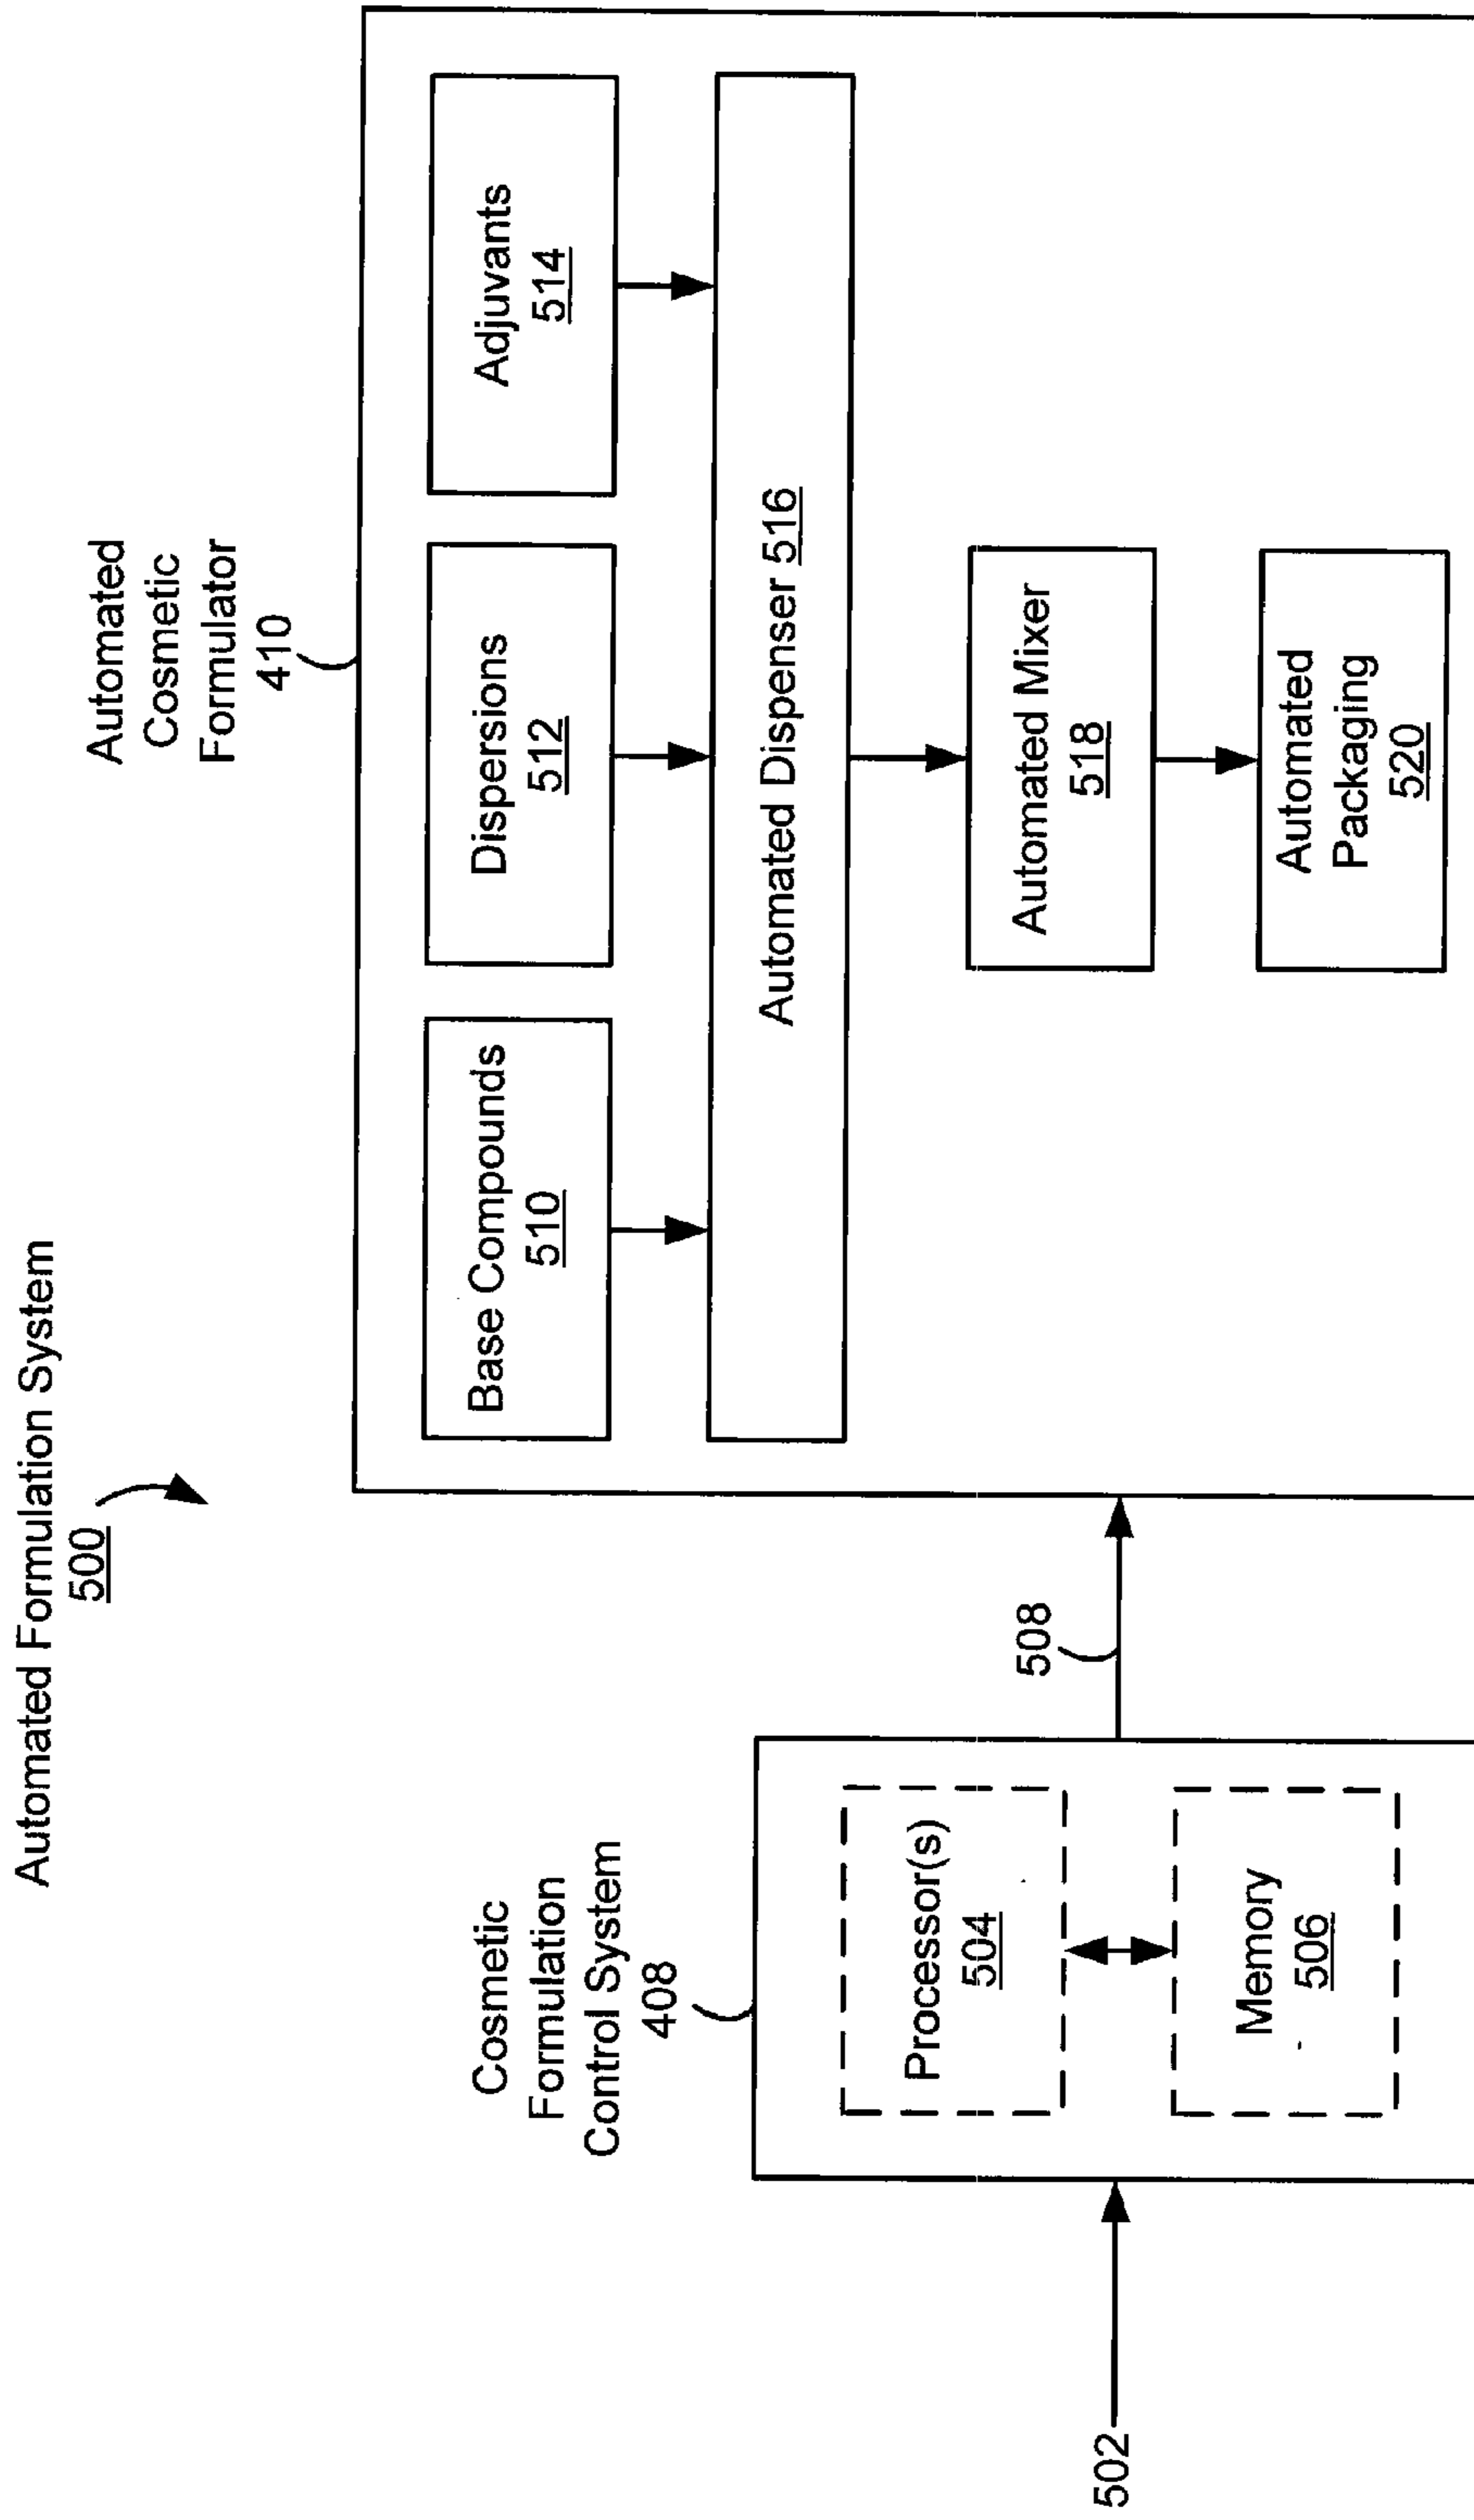 Automated Formulation System
500
Cosmetic
Formulation
Control System
408
Processor(s)
504
Memory
506
502
508
Automated
Cosmetic
Formulator
410
Base Compounds
510
Dispersions
512
Adjuvants
514
Automated Dispenser 516
Automated Mixer
518
Automated
Packaging
520